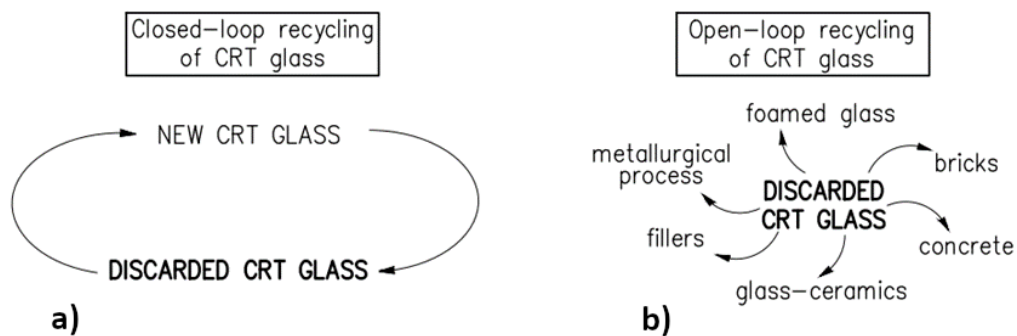 Closed-loop recycling
of CRT glass
NEW CRT GLASS
DISCARDED CRT GLASS
a)
Open-loop recycling
of CRT glass
foamed glass
bricks
metallurgical
process
DISCARDED
CRT GLASS
fillers
concrete
glass-ceramics
b)